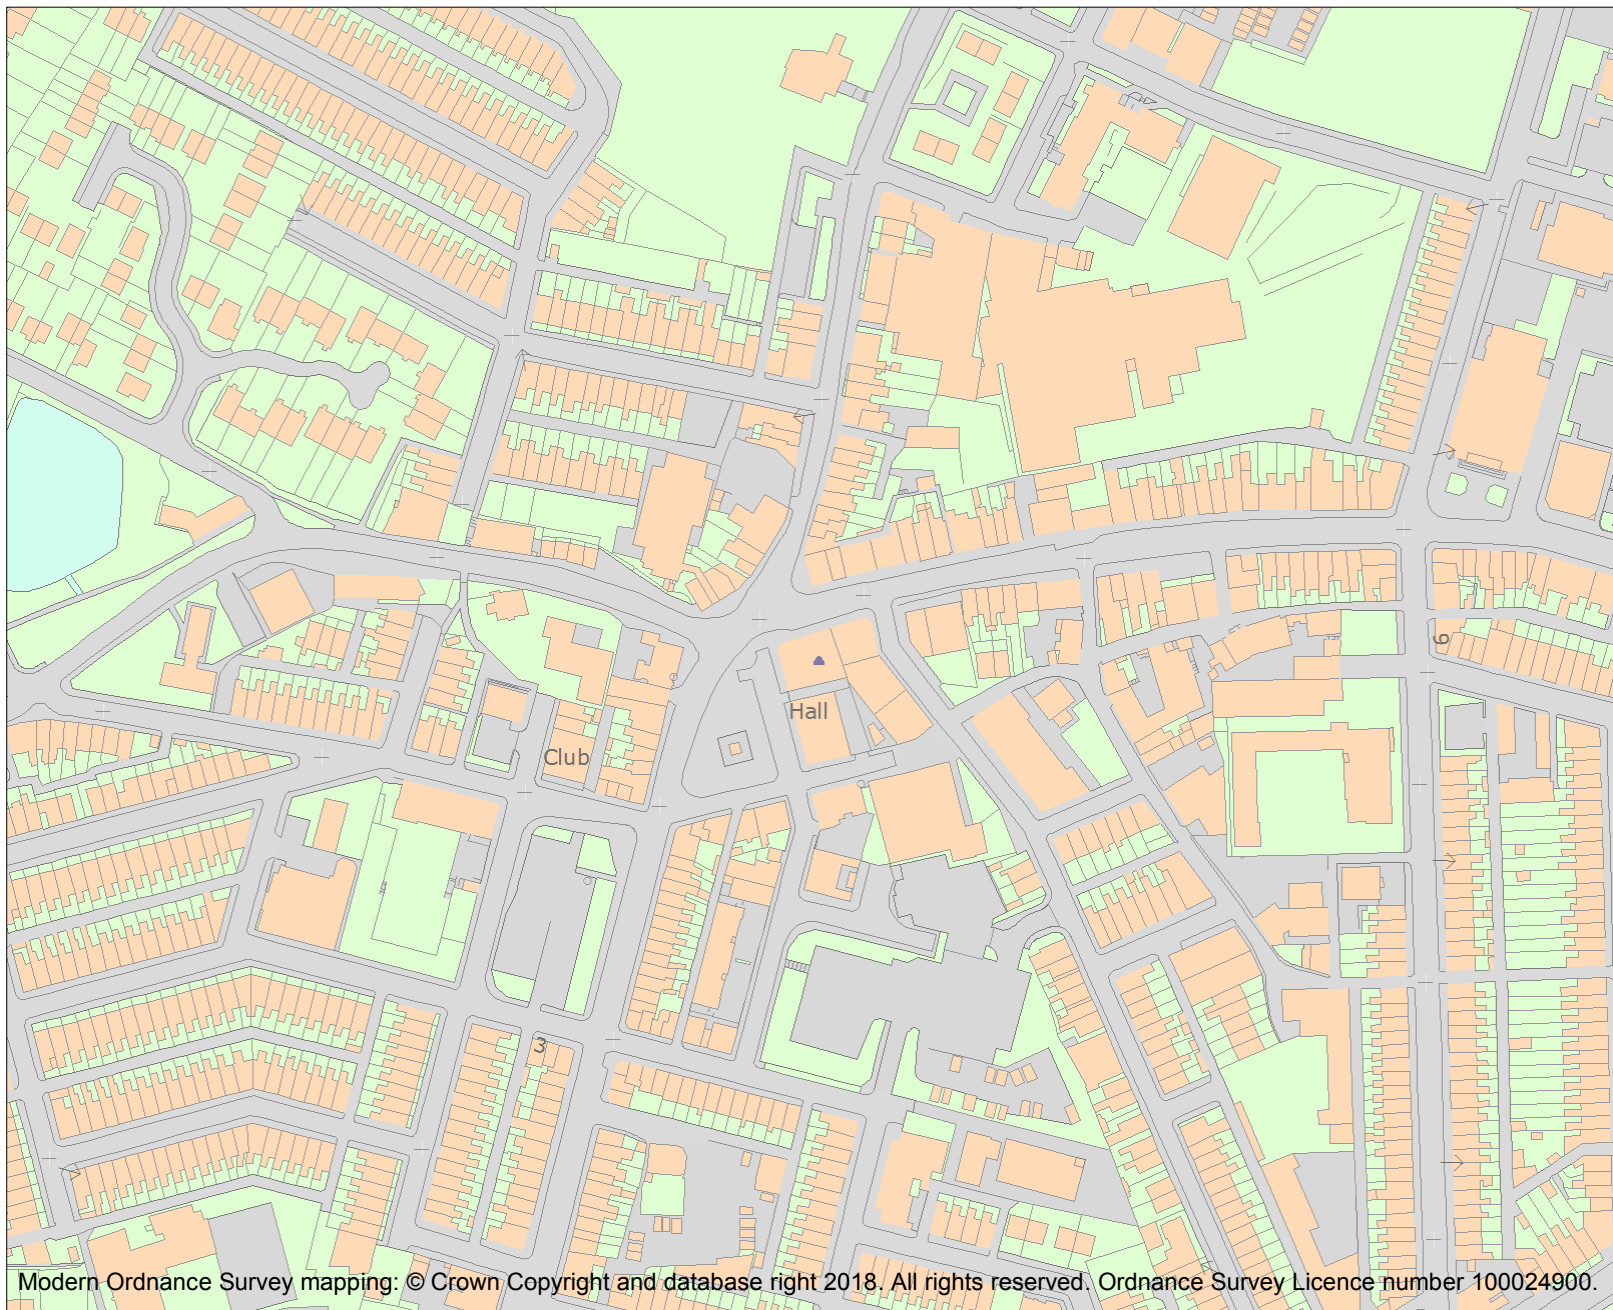 9
Hall
Club
3
Modern Ordnance Survey mapping: © Crown Copyright and database right 2018. All rights reserved. Ordnance Survey Licence number 100024900.